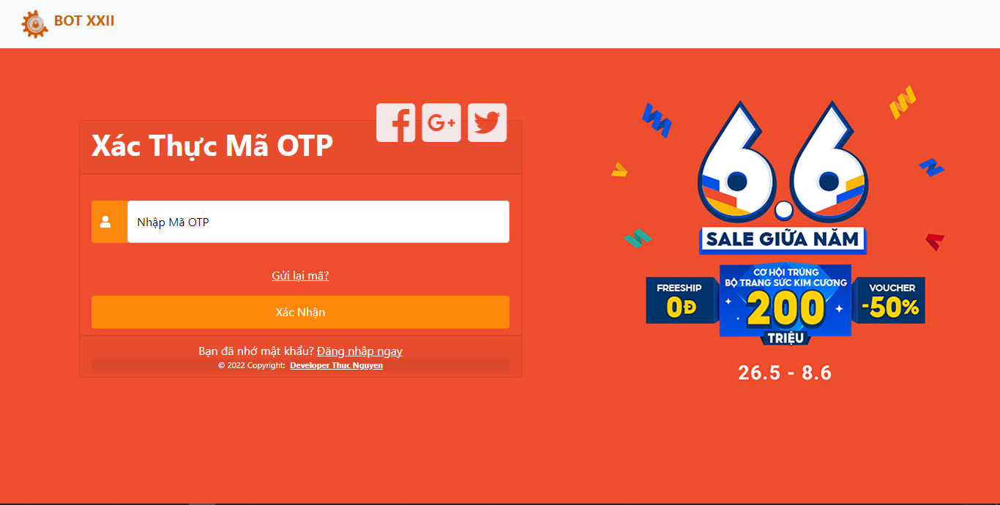 BOT XXII
Xác Thực Mã OTP
Nhập Mã OTP
Gửi lại mã?
Xác Nhận
Bạn đã nhớ mật khẩu? Đăng nhập ngay
© 2022 Copyright: Developer Thuc Nguyen
6.6
SALE GIỮA NĂM
CƠ HỘI TRÚNG
BỘ TRANG SỨC KIM CƯƠNG
200
TRIỆU
FREESHIP
0Đ
VOUCHER
-50%
26.5 - 8.6